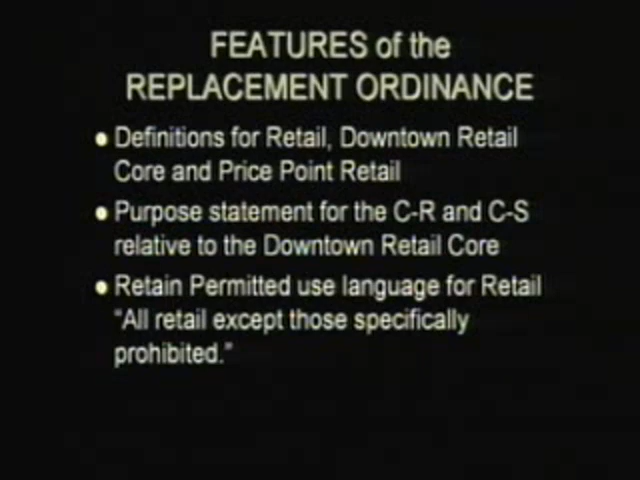 FEATURES of the
REPLACEMENT ORDINANCE
● Definitions for Retail, Downtown Retail
Core and Price Point Retail
● Purpose statement for the C-R and C-S
relative to the Downtown Retail Core
● Retain Permitted use language for Retail
“All retail except those specifically
prohibited.”